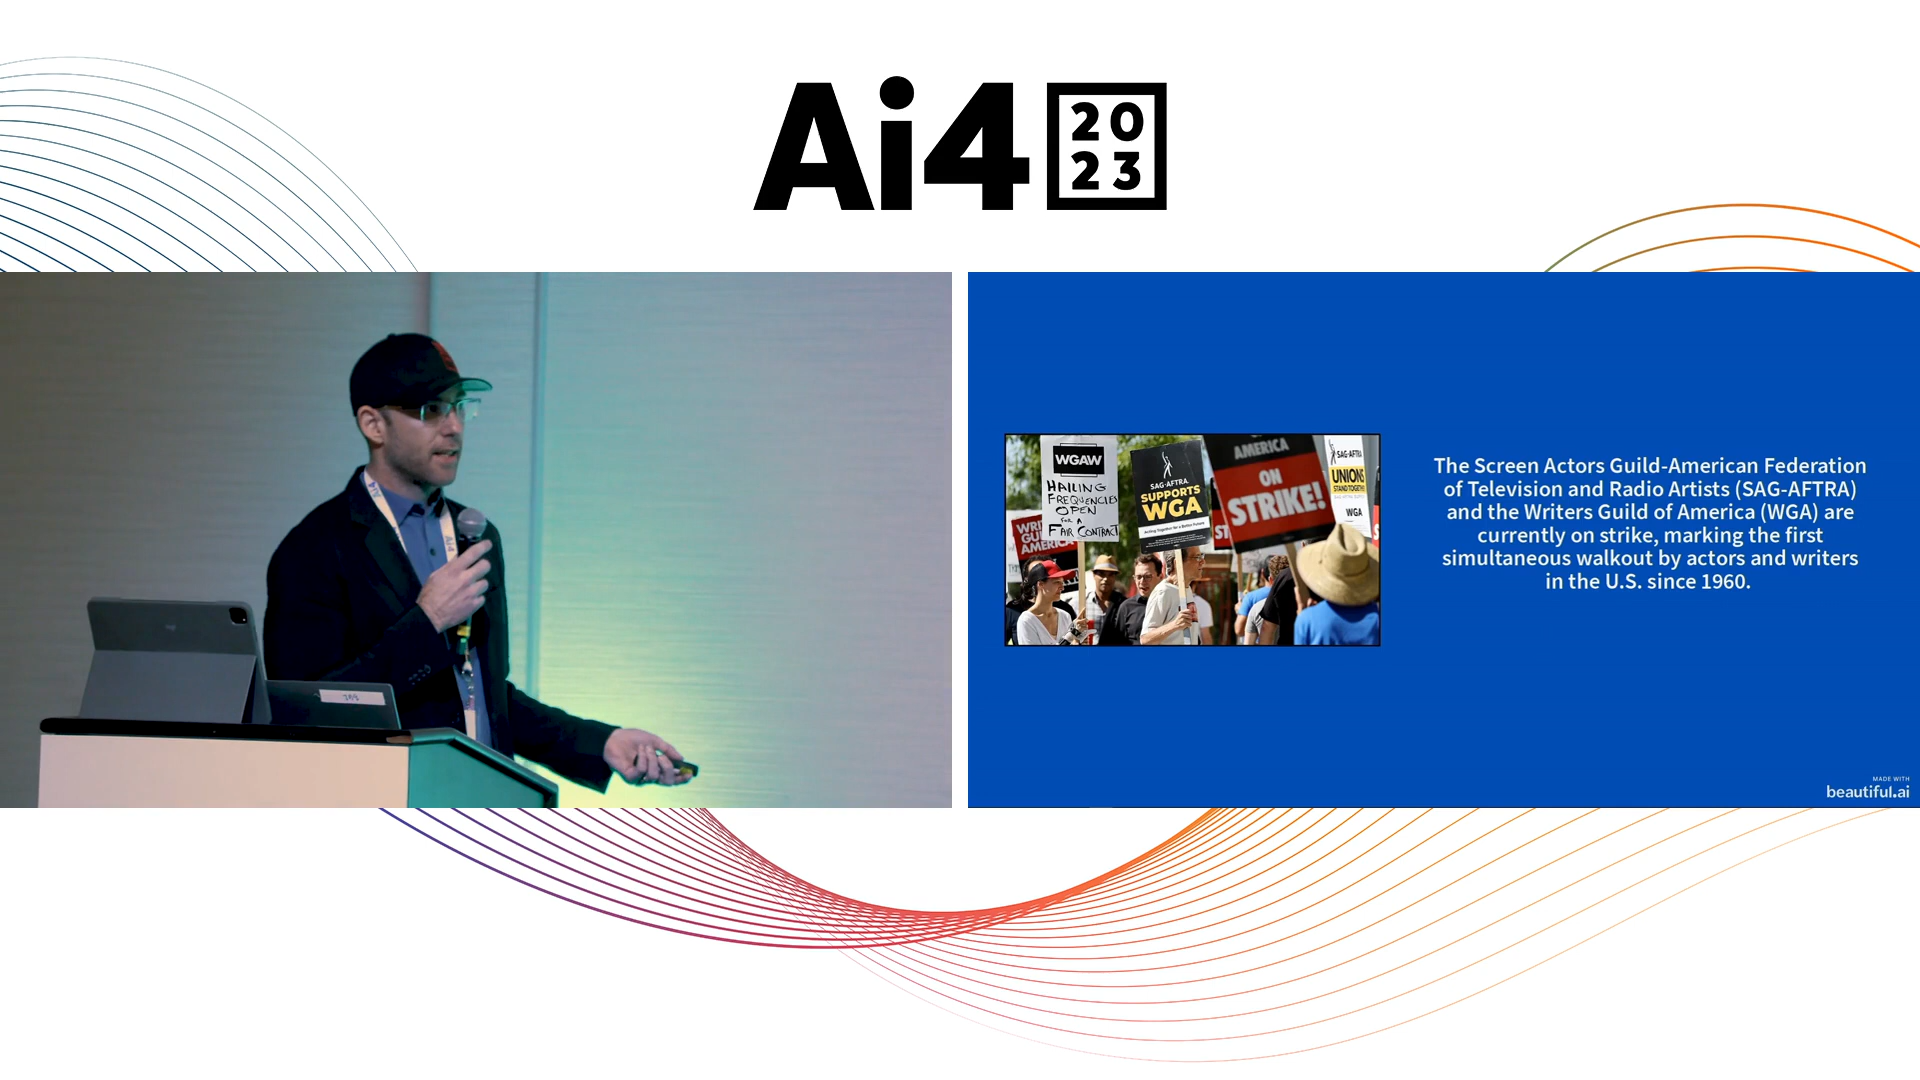 Ai4
20
23
Ai4
Ai4
WGAW
HAILING
FREQUENCIES
OPEN
FOR A
FAIR CONTRACT
AMERICA
SAG-AFTRA
SUPPORTS
WGA
AMERICA
ON
STRIKE!
SAG-AFTRA
UNIONS
STAND TOGETHER
WGA
The Screen Actors Guild-American Federation
of Television and Radio Artists (SAG-AFTRA)
and the Writers Guild of America (WGA) are
currently on strike, marking the first
simultaneous walkout by actors and writers
in the U.S. since 1960.
MADE WITH
beautiful.ai